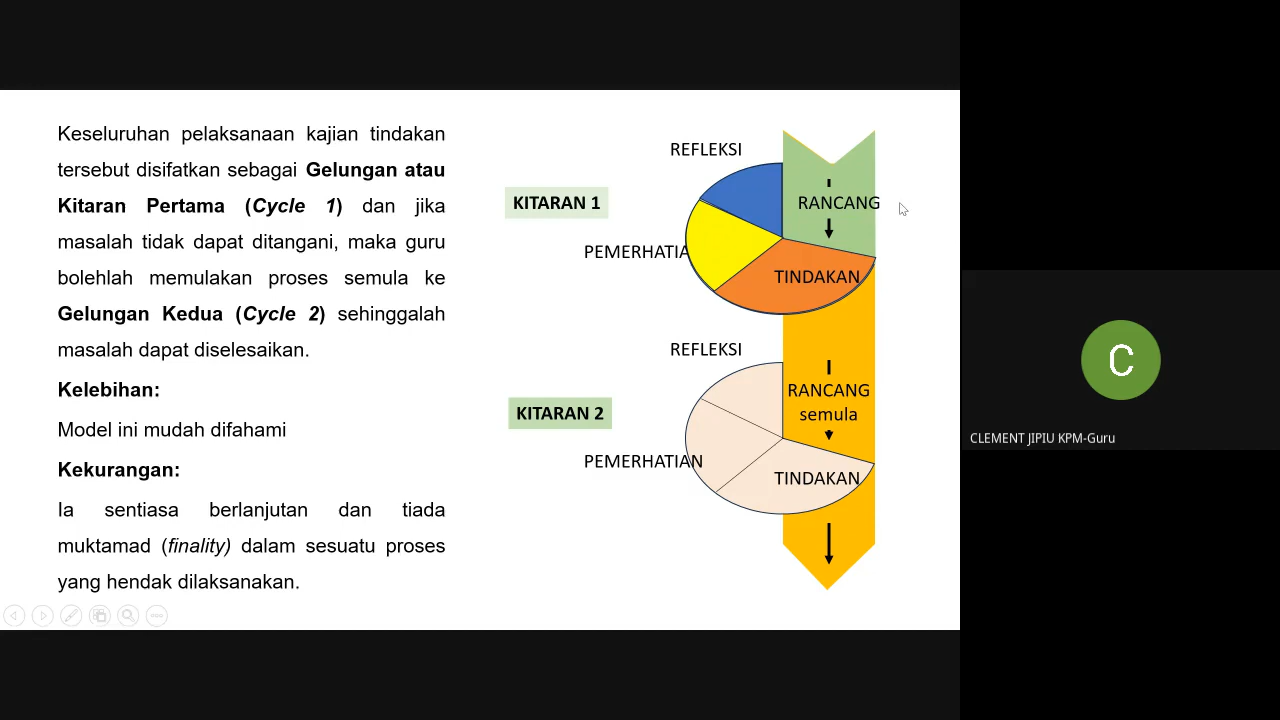 Keseluruhan pelaksanaan kajian tindakan
tersebut disifatkan sebagai Gelungan atau
Kitaran Pertama (Cycle 1) dan jika
masalah tidak dapat ditangani, maka guru
bolehlah memulakan proses semula ke
Gelungan Kedua (Cycle 2) sehinggalah
masalah dapat diselesaikan.
Kelebihan:
Model ini mudah difahami
Kekurangan:
Ia sentiasa berlanjutan dan tiada
muktamad (finality) dalam sesuatu proses
yang hendak dilaksanakan.
REFLEKSI
KITARAN 1
RANCANG
PEMERHATIA
TINDAKAN
REFLEKSI
RANCANG
semula
KITARAN 2
PEMERHATIAN
TINDAKAN
C
CLEMENT JIPIU KPM-Guru